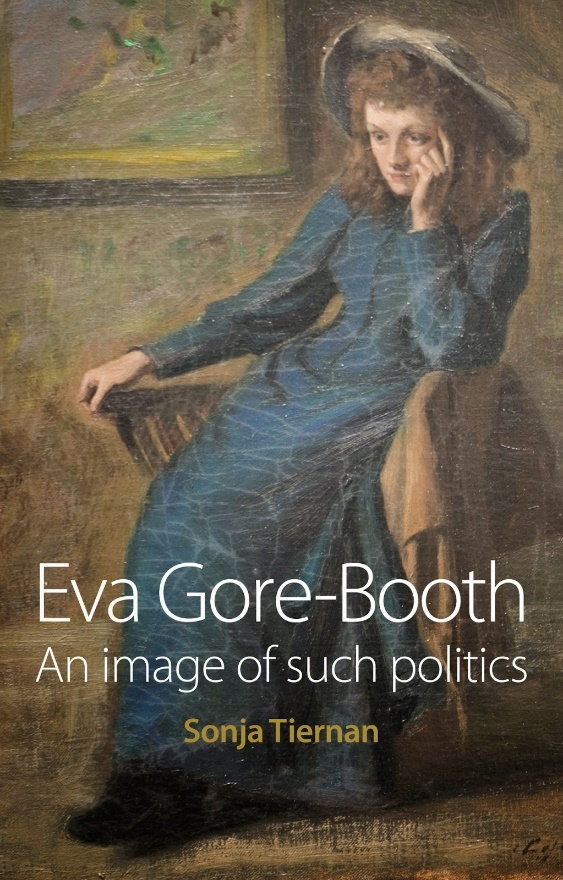 Eva Gore-Booth
An image of such politics
Sonja Tiernan